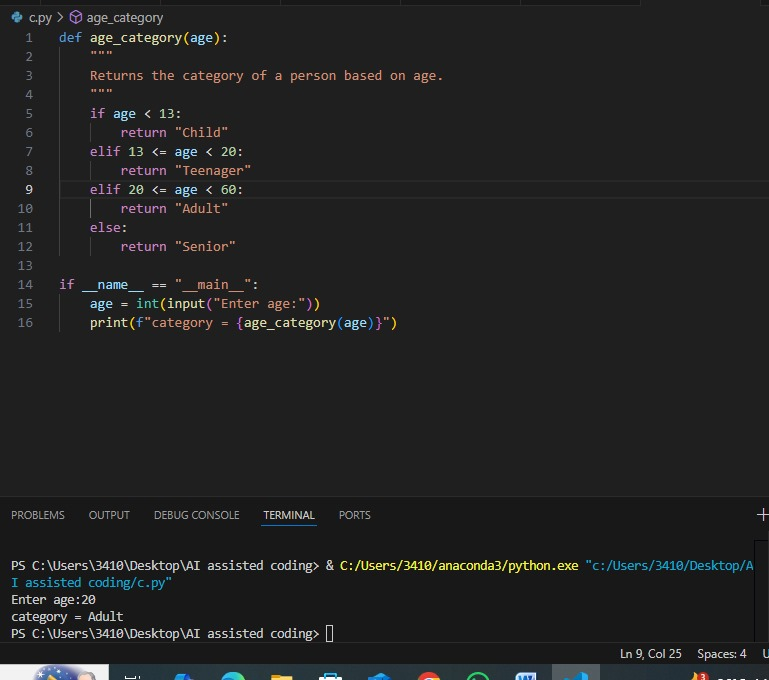 c.py > age_category
1 def age_category(age):
2     """
3     Returns the category of a person based on age.
4     """
5     if age < 13:
6         return "Child"
7     elif 13 <= age < 20:
8         return "Teenager"
9     elif 20 <= age < 60:
10         return "Adult"
11     else:
12         return "Senior"
13
14 if __name__ == "__main__":
15     age = int(input("Enter age:"))
16     print(f"category = {age_category(age)}")
PROBLEMS OUTPUT DEBUG CONSOLE TERMINAL PORTS
PS C:\Users\3410\Desktop\AI assisted coding> & C:/Users/3410/anaconda3/python.exe "c:/Users/3410/Desktop/A
I assisted coding/c.py"
Enter age:20
category = Adult
PS C:\Users\3410\Desktop\AI assisted coding>
Ln 9, Col 25 Spaces: 4 U
3